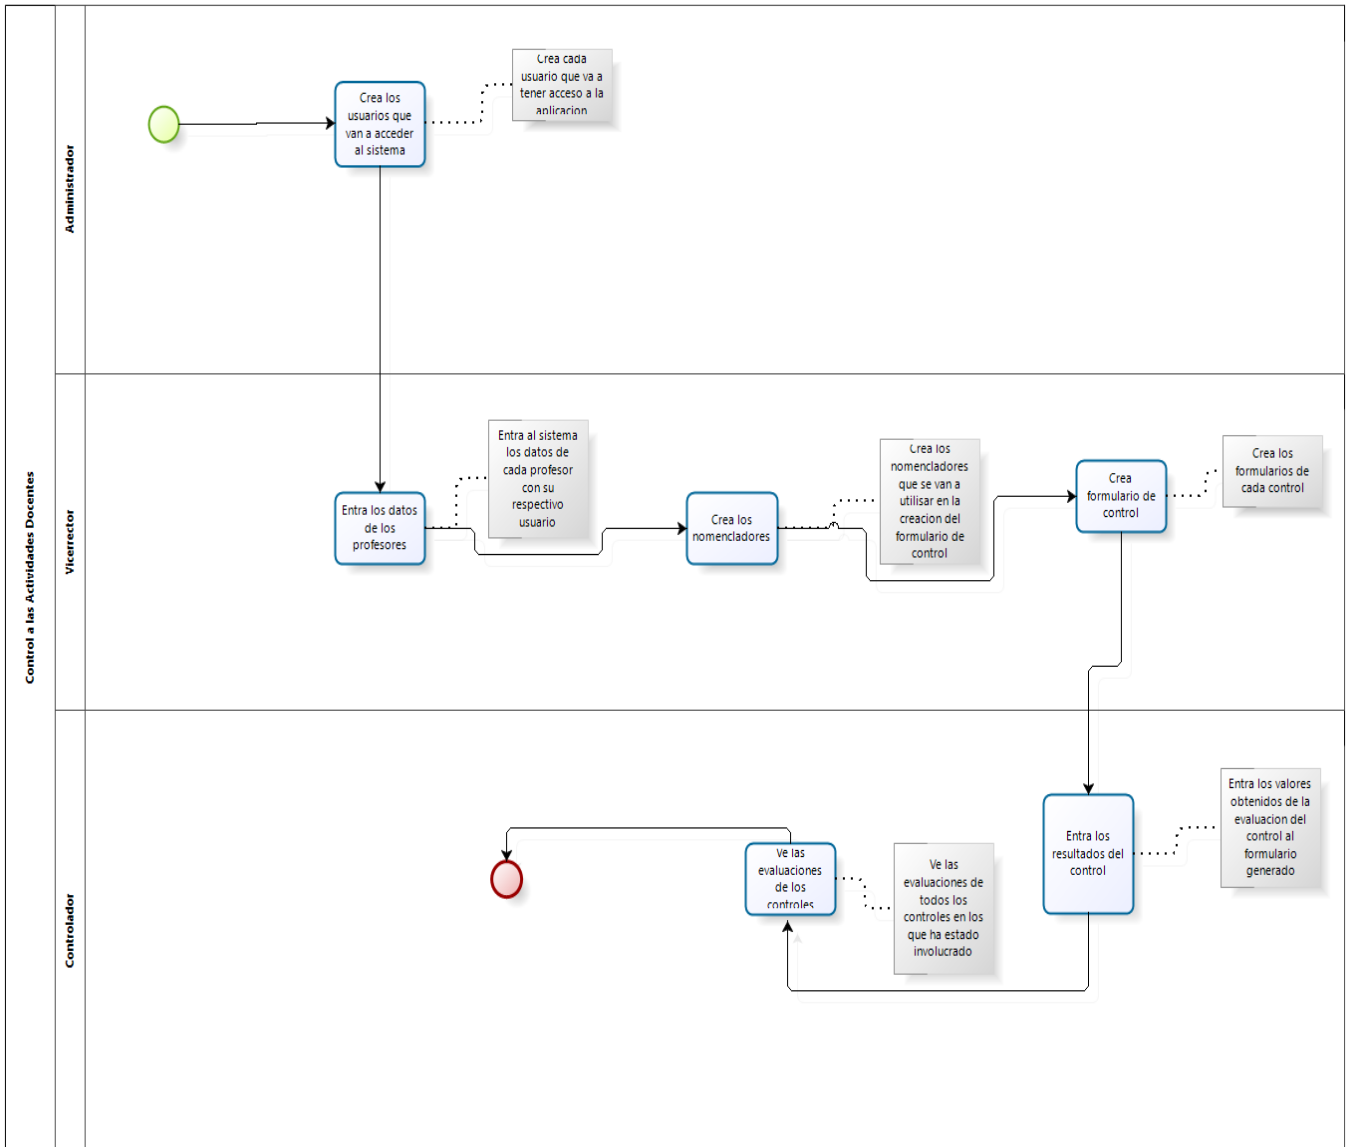 Control a las Actividades Docentes
Administrador
Crea los
usuarios que
van a acceder
al sistema
Crea cada
usuario que va a
tener acceso a la
aplicacion
Vicerrector
Entra los datos
de los
profesores
Entra al sistema
los datos de
cada profesor
con su
respectivo
usuario
Crea los
nomencladores
Crea los
nomencladores
que se van a
utilisar en la
creacion del
formulario de
control
Crea
formulario de
control
Crea los
formularios de
cada control
Controlador
Entra los
resultados del
control
Entra los valores
obtenidos de la
evaluacion del
control al
formulario
generado
Ve las
evaluaciones
de los
controles
Ve las
evaluaciones de
todos los
controles en los
que ha estado
involucrado